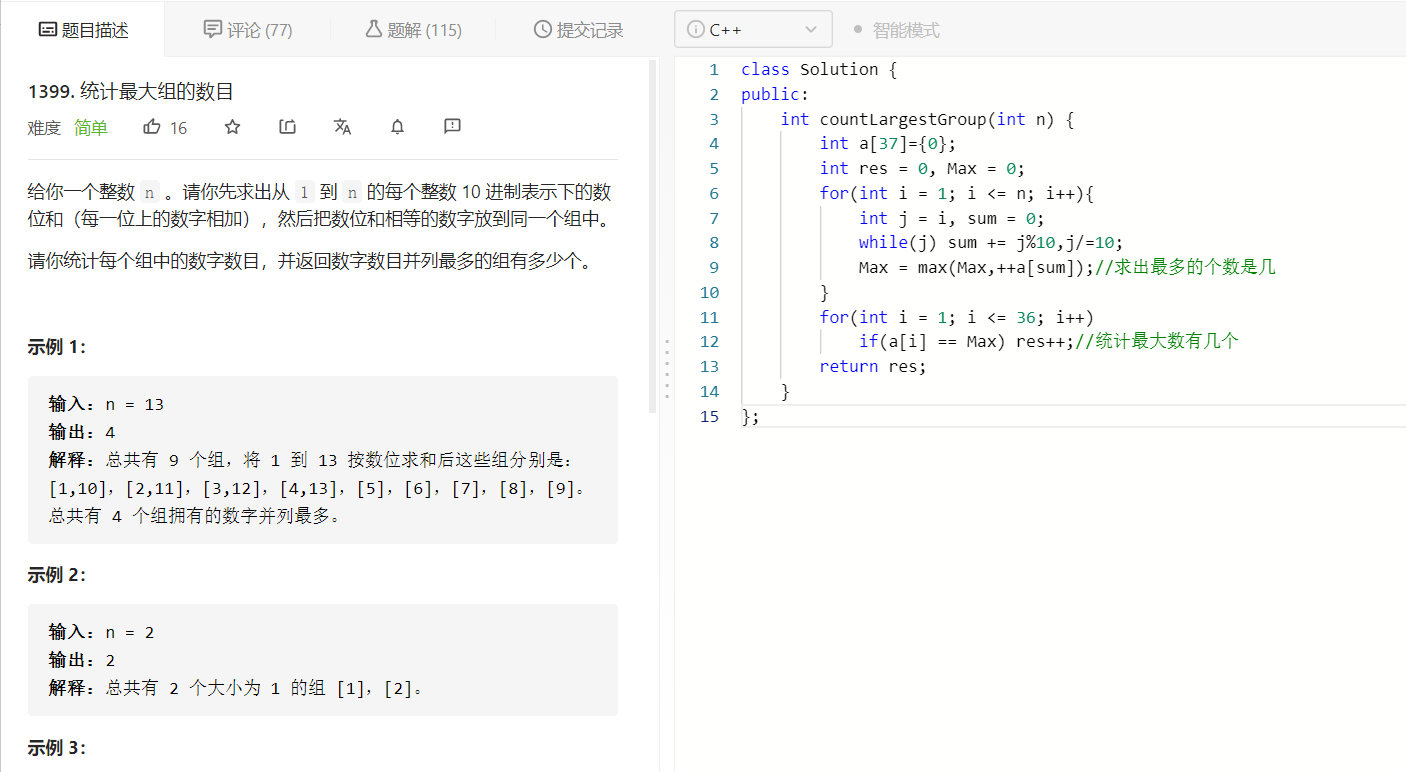 题目描述
评论 (77)
题解 (115)
提交记录
C++
智能模式
1399. 统计最大组的数目
难度 简单 16
给你一个整数 n 。请你先求出从 1 到 n 的每个整数 10 进制表示下的数
位和（每一位上的数字相加），然后把数位和相等的数字放到同一个组中。
请你统计每个组中的数字数目，并返回数字数目并列最多的组有多少个。
示例 1：
输入：n = 13
输出：4
解释：总共有 9 个组，将 1 到 13 按数位求和后这些组分别是：
[1,10]，[2,11]，[3,12]，[4,13]，[5]，[6]，[7]，[8]，[9]。
总共有 4 个组拥有的数字并列最多。
示例 2：
输入：n = 2
输出：2
解释：总共有 2 个大小为 1 的组 [1]，[2]。
示例 3：
1 class Solution {
2 public:
3     int countLargestGroup(int n) {
4         int a[37]={0};
5         int res = 0, Max = 0;
6         for(int i = 1; i <= n; i++){
7             int j = i, sum = 0;
8             while(j) sum += j%10,j/=10;
9             Max = max(Max,++a[sum]);//求出最多的个数是几
10         }
11         for(int i = 1; i <= 36; i++)
12             if(a[i] == Max) res++;//统计最大数有几个
13         return res;
14     }
15 };